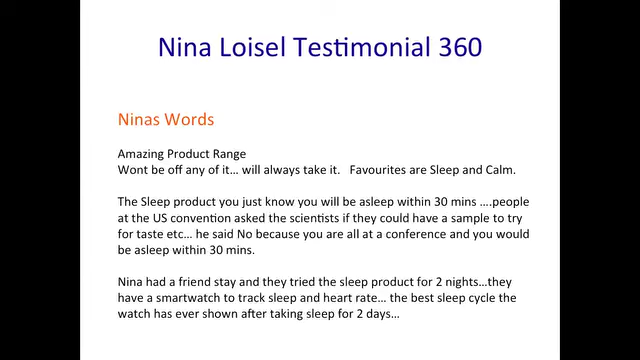 Nina Loisel Testimonial 360
Ninas Words
Amazing Product Range
Wont be off any of it… will always take it.   Favourites are Sleep and Calm.
The Sleep product you just know you will be asleep within 30 mins ….people
at the US convention asked the scientists if they could have a sample to try
for taste etc… he said No because you are all at a conference and you would
be asleep within 30 mins.
Nina had a friend stay and they tried the sleep product for 2 nights…they
have a smartwatch to track sleep and heart rate… the best sleep cycle the
watch has ever shown after taking sleep for 2 days…